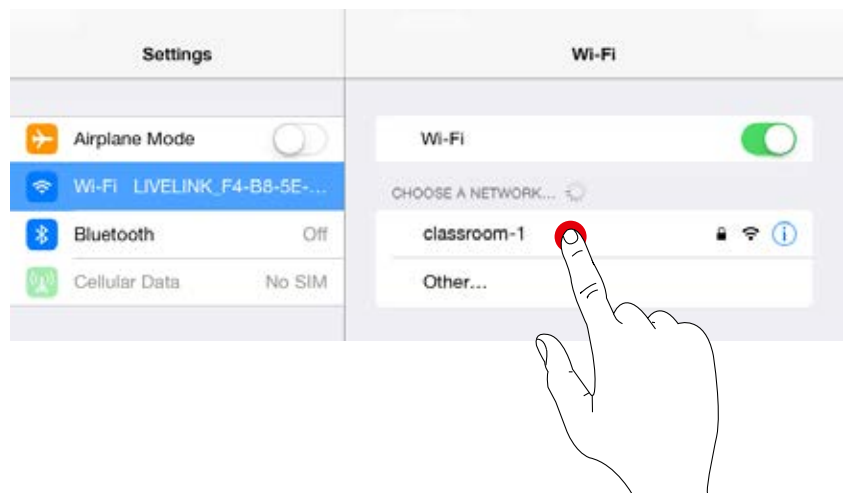 Settings
Wi-Fi
Airplane Mode
Wi-Fi LIVELINK_F4-B8-5E-...
Bluetooth Off
Cellular Data No SIM
Wi-Fi
CHOOSE A NETWORK...
classroom-1
Other...